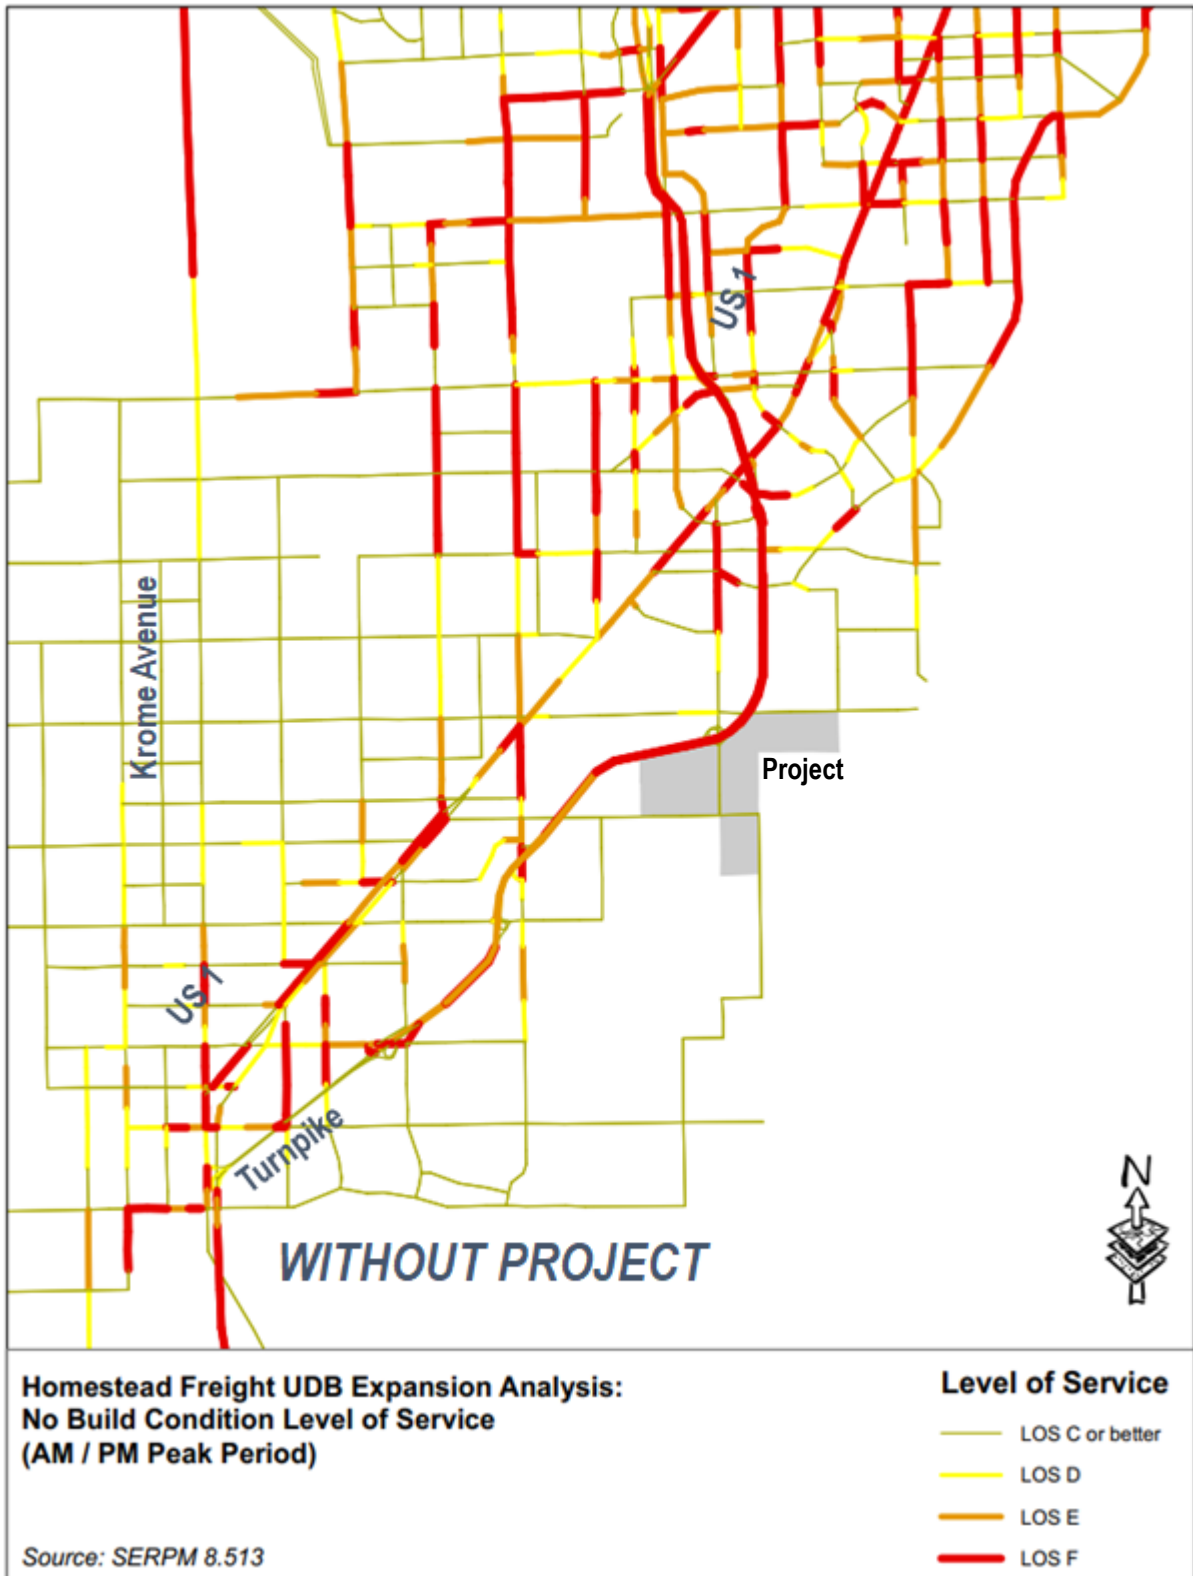 US 1
Krome Avenue
Project
US 1
Turnpike
WITHOUT PROJECT
N
Homestead Freight UDB Expansion Analysis:
No Build Condition Level of Service
(AM / PM Peak Period)
Source: SERPM 8.513
Level of Service
LOS C or better
LOS D
LOS E
LOS F